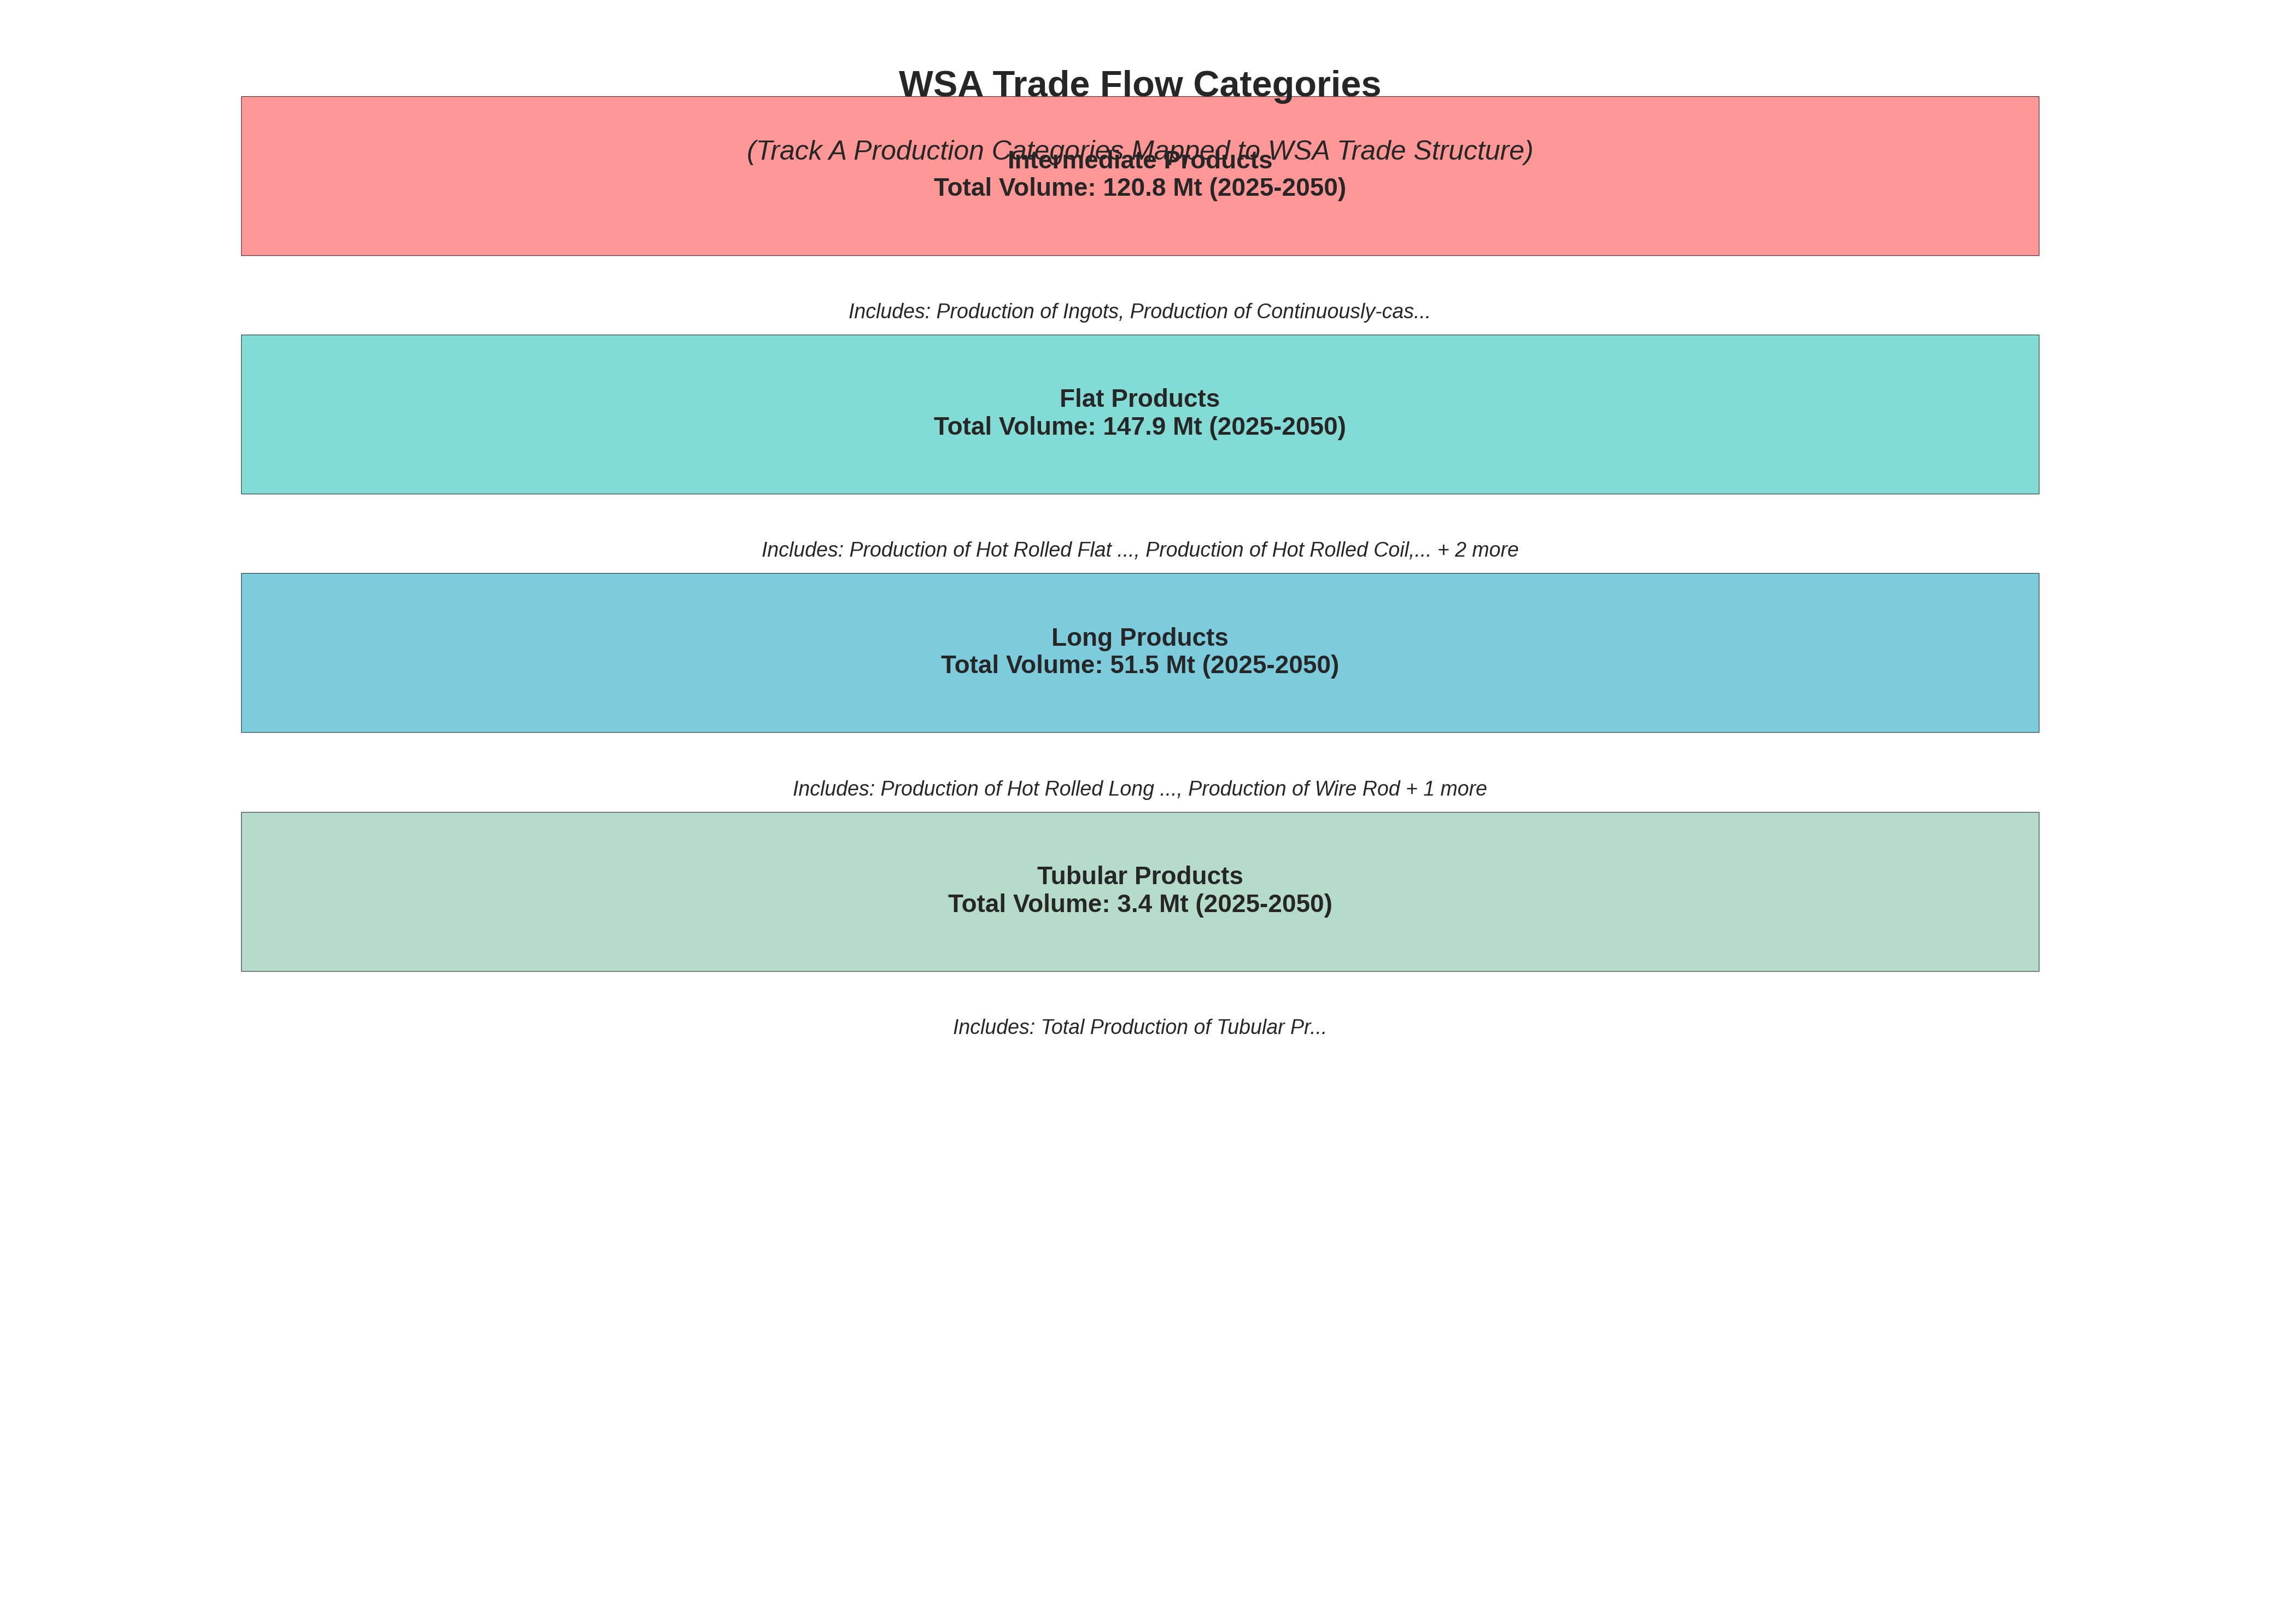 WSA Trade Flow Categories
(Track A Production Categories Mapped to WSA Trade Structure)
Intermediate Products
Total Volume: 120.8 Mt (2025-2050)
Includes: Production of Ingots, Production of Continuously-cas...
Flat Products
Total Volume: 147.9 Mt (2025-2050)
Includes: Production of Hot Rolled Flat ..., Production of Hot Rolled Coil,... + 2 more
Long Products
Total Volume: 51.5 Mt (2025-2050)
Includes: Production of Hot Rolled Long ..., Production of Wire Rod + 1 more
Tubular Products
Total Volume: 3.4 Mt (2025-2050)
Includes: Total Production of Tubular Pr...